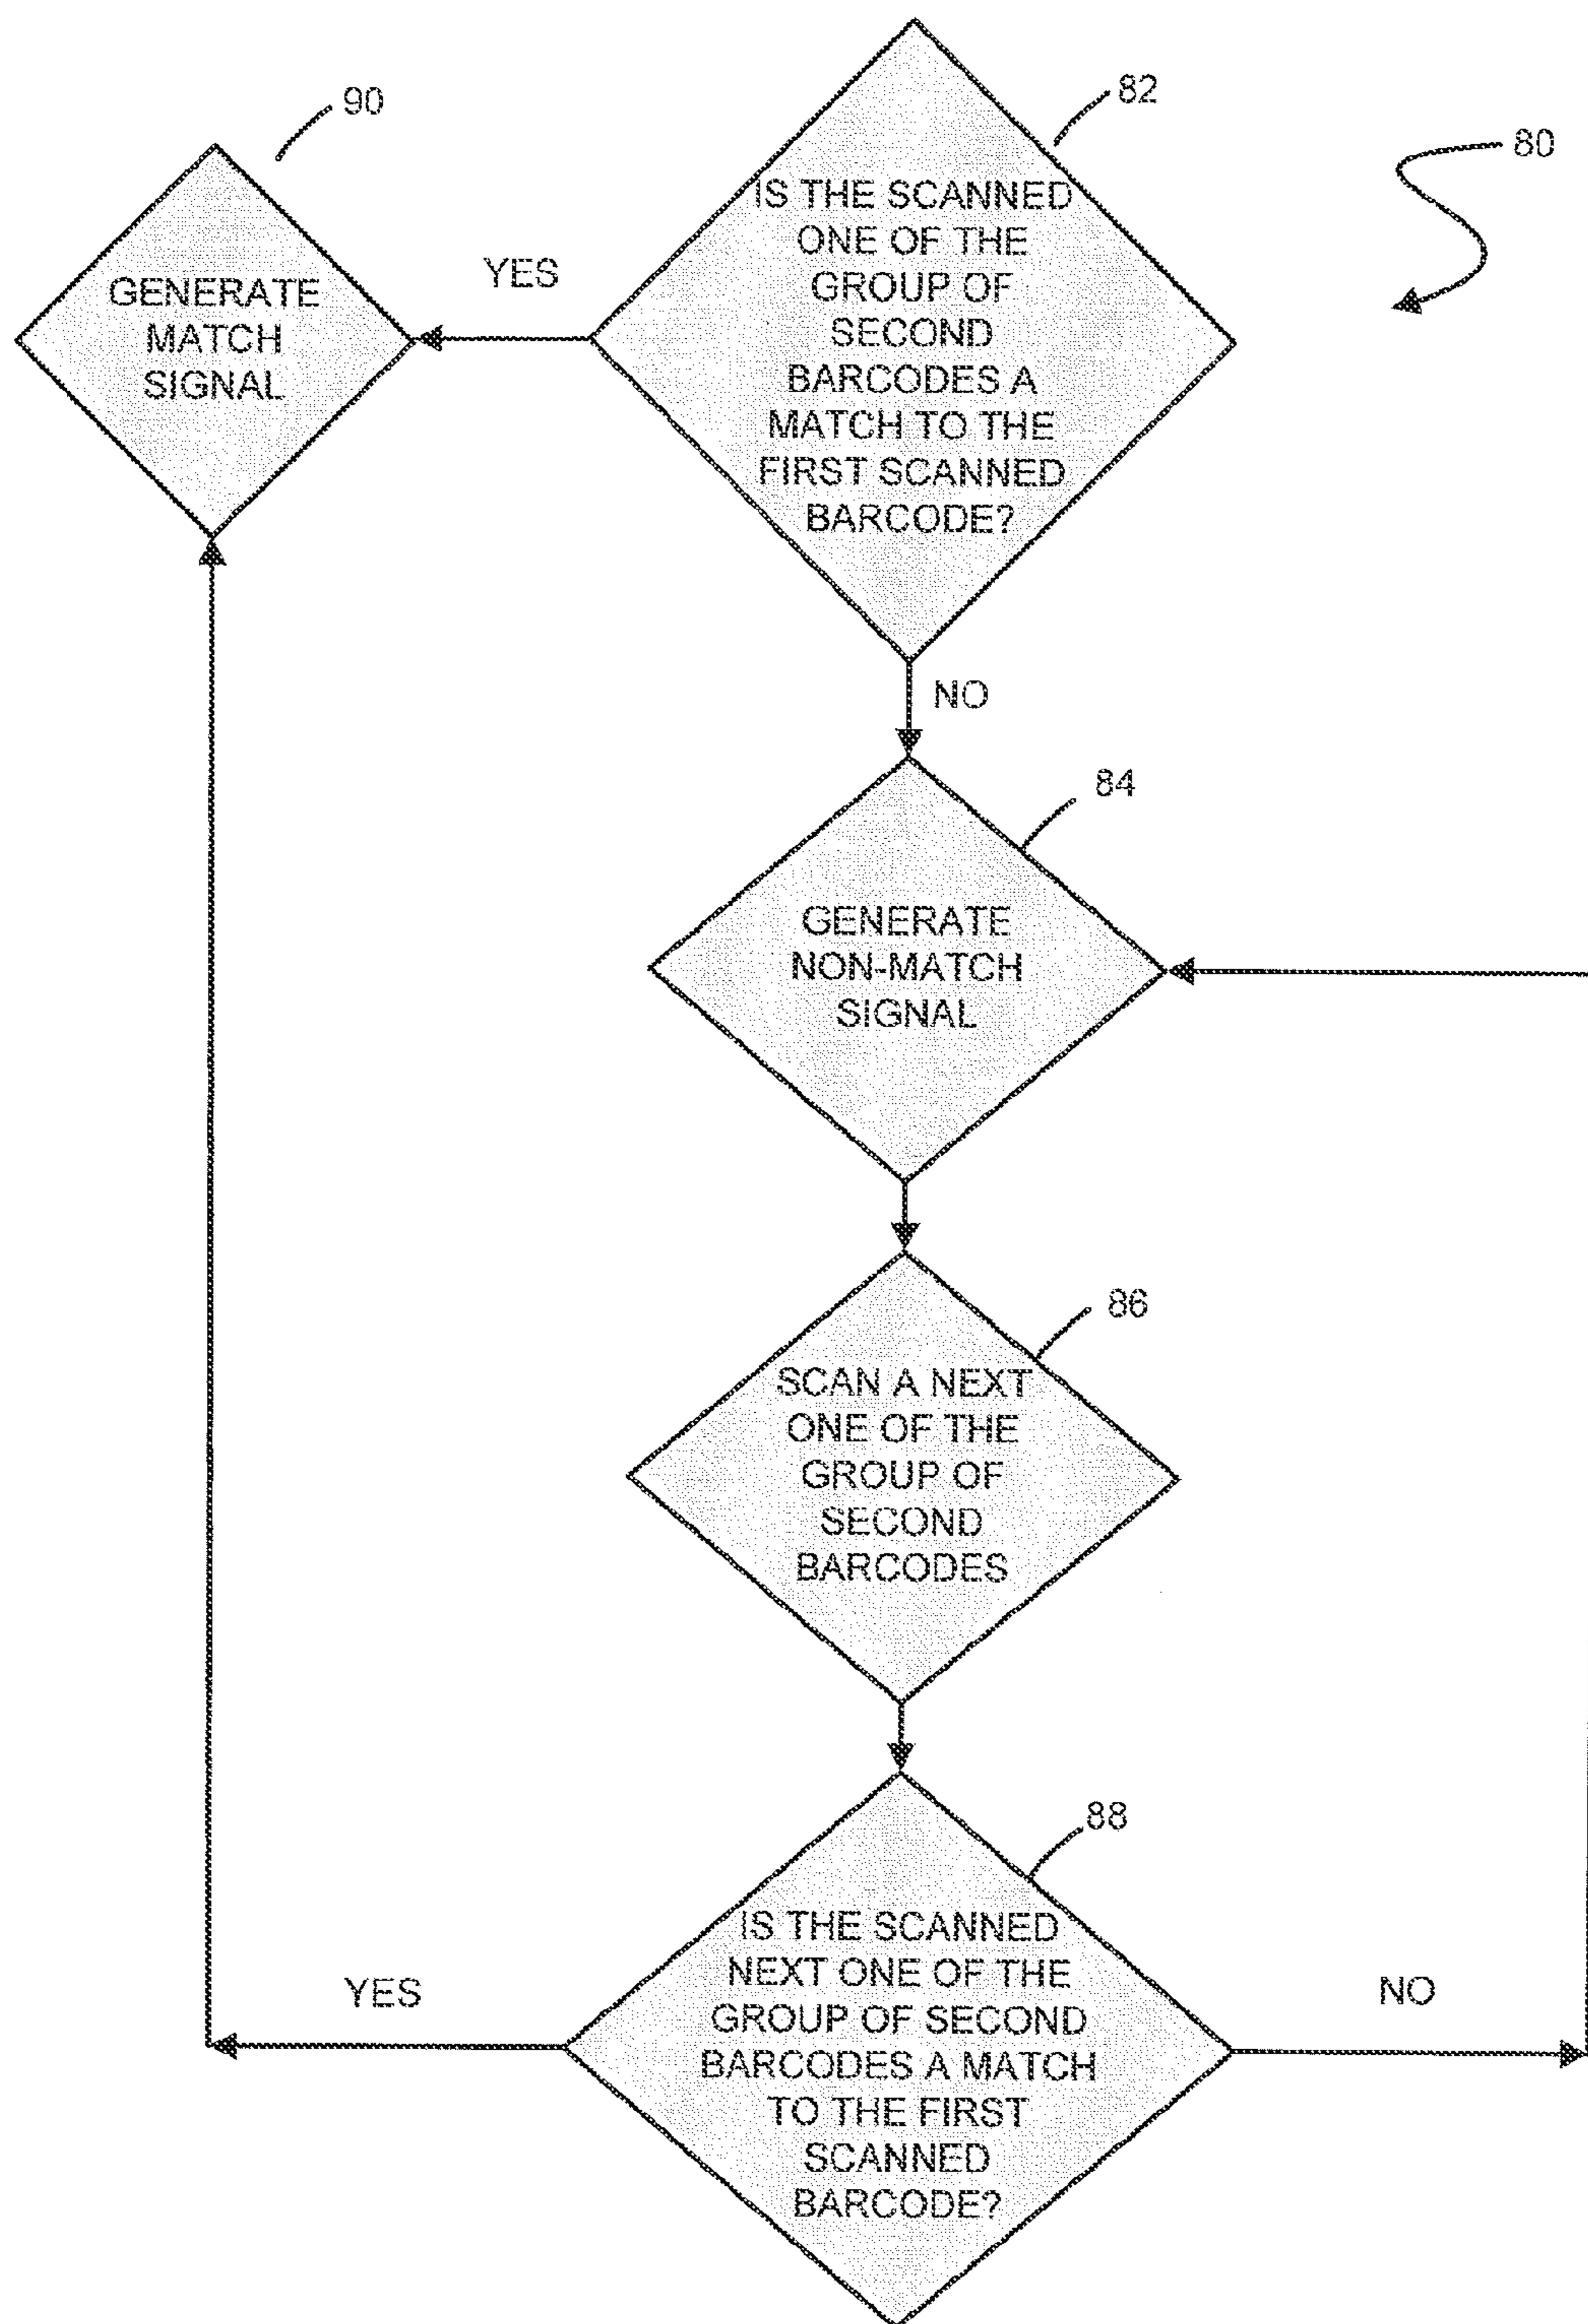 90
82
80
IS THE SCANNED
ONE OF THE
GROUP OF
SECOND
BARCODES A
MATCH TO THE
FIRST SCANNED
BARCODE?
YES
GENERATE
MATCH
SIGNAL
NO
84
GENERATE
NON-MATCH
SIGNAL
86
SCAN A NEXT
ONE OF THE
GROUP OF
SECOND
BARCODES
88
IS THE SCANNED
NEXT ONE OF THE
GROUP OF SECOND
BARCODES A MATCH
TO THE FIRST
SCANNED
BARCODE?
YES
NO